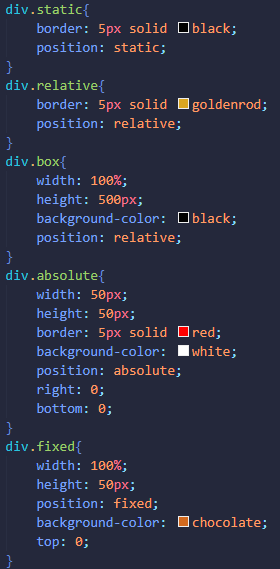 div.static{
    border: 5px solid black;
    position: static;
}
div.relative{
    border: 5px solid goldenrod;
    position: relative;
}
div.box{
    width: 100%;
    height: 500px;
    background-color: black;
    position: relative;
}
div.absolute{
    width: 50px;
    height: 50px;
    border: 5px solid red;
    background-color: white;
    position: absolute;
    right: 0;
    bottom: 0;
}
div.fixed{
    width: 100%;
    height: 50px;
    position: fixed;
    background-color: chocolate;
    top: 0;
}